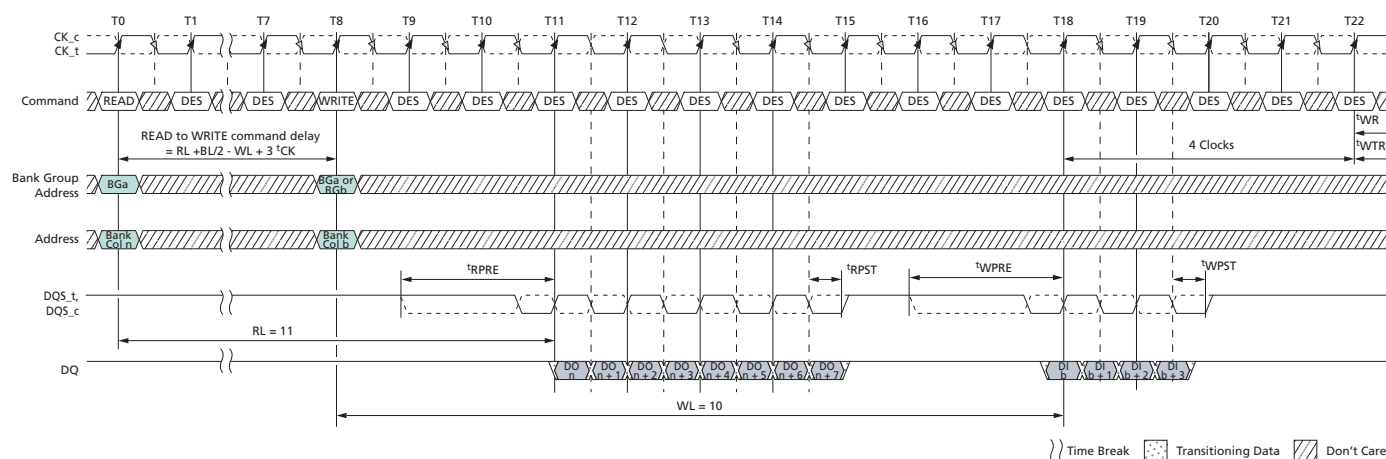 T0 T1 T7 T8 T9 T10 T11 T12 T13 T14 T15 T16 T17 T18 T19 T20 T21 T22
CK_c
CK_t
Command READ DES DES WRITE DES DES DES DES DES DES DES DES DES DES DES DES DES DES
tWR
READ to WRITE command delay
= RL +BL/2 - WL + 3 tCK
4 Clocks tWTR
Bank Group
Address
BGa
BGa or
BGb
Address
Bank
Col n
Bank
Col b
tRPRE tRPST tWPRE tWPST
DQS_t,
DQS_c
RL = 11
DQ
DO
n
DO
n + 1
DO
n + 2
DO
n + 3
DO
n + 4
DO
n + 5
DO
n + 6
DO
n + 7
DI
b
DI
b + 1
DI
b + 2
DI
b + 3
WL = 10
Time Break Transitioning Data Don't Care